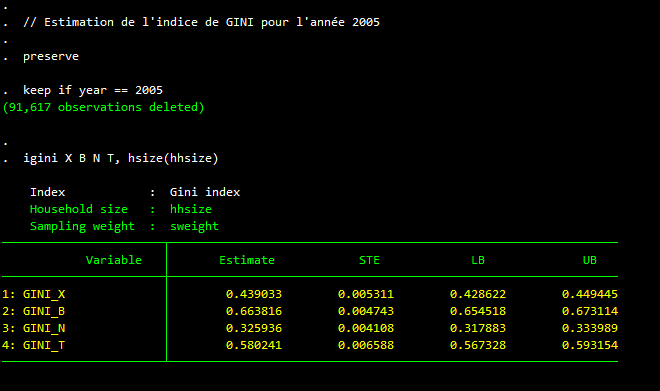 .
.  // Estimation de l'indice de GINI pour l'année 2005
.
.  preserve
.  keep if year == 2005
(91,617 observations deleted)
.
.  igini X B N T, hsize(hhsize)
Index            :  Gini index
Household size   :  hhsize
Sampling weight  :  sweight
Variable Estimate STE LB UB
1: GINI_X 0.439033 0.005311 0.428622 0.449445
2: GINI_B 0.663816 0.004743 0.654518 0.673114
3: GINI_N 0.325936 0.004108 0.317883 0.333989
4: GINI_T 0.580241 0.006588 0.567328 0.593154